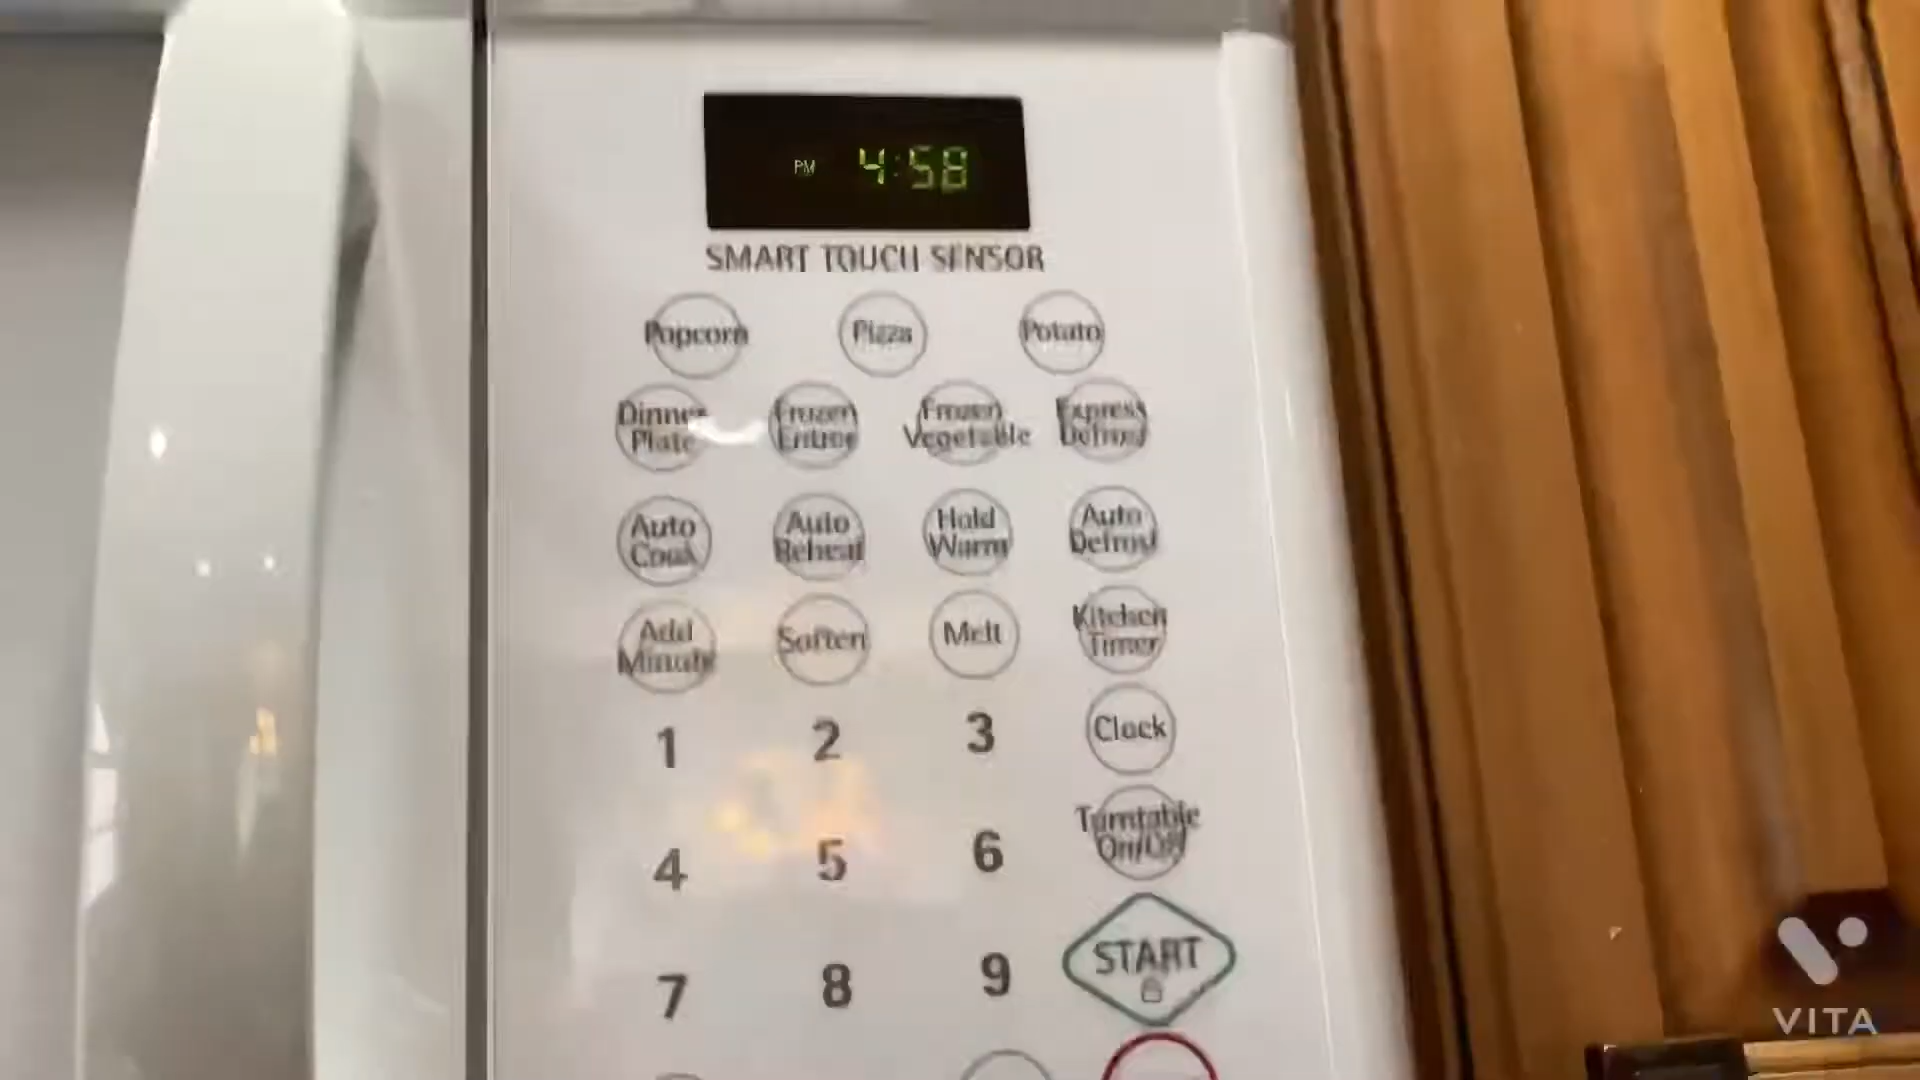 PM 4:58
SMART TOUCH SENSOR
Popcorn Pizza Potato
Dinner Plate
Frozen Entree
Frozen Vegetable
Express Defrost
Auto Cook
Auto Reheat
Hold Warm
Auto Defrost
Add Minute
Soften
Melt
Kitchen Timer
1 2 3 Clock
4 5 6 Turntable On/Off
7 8 9 START
VITA